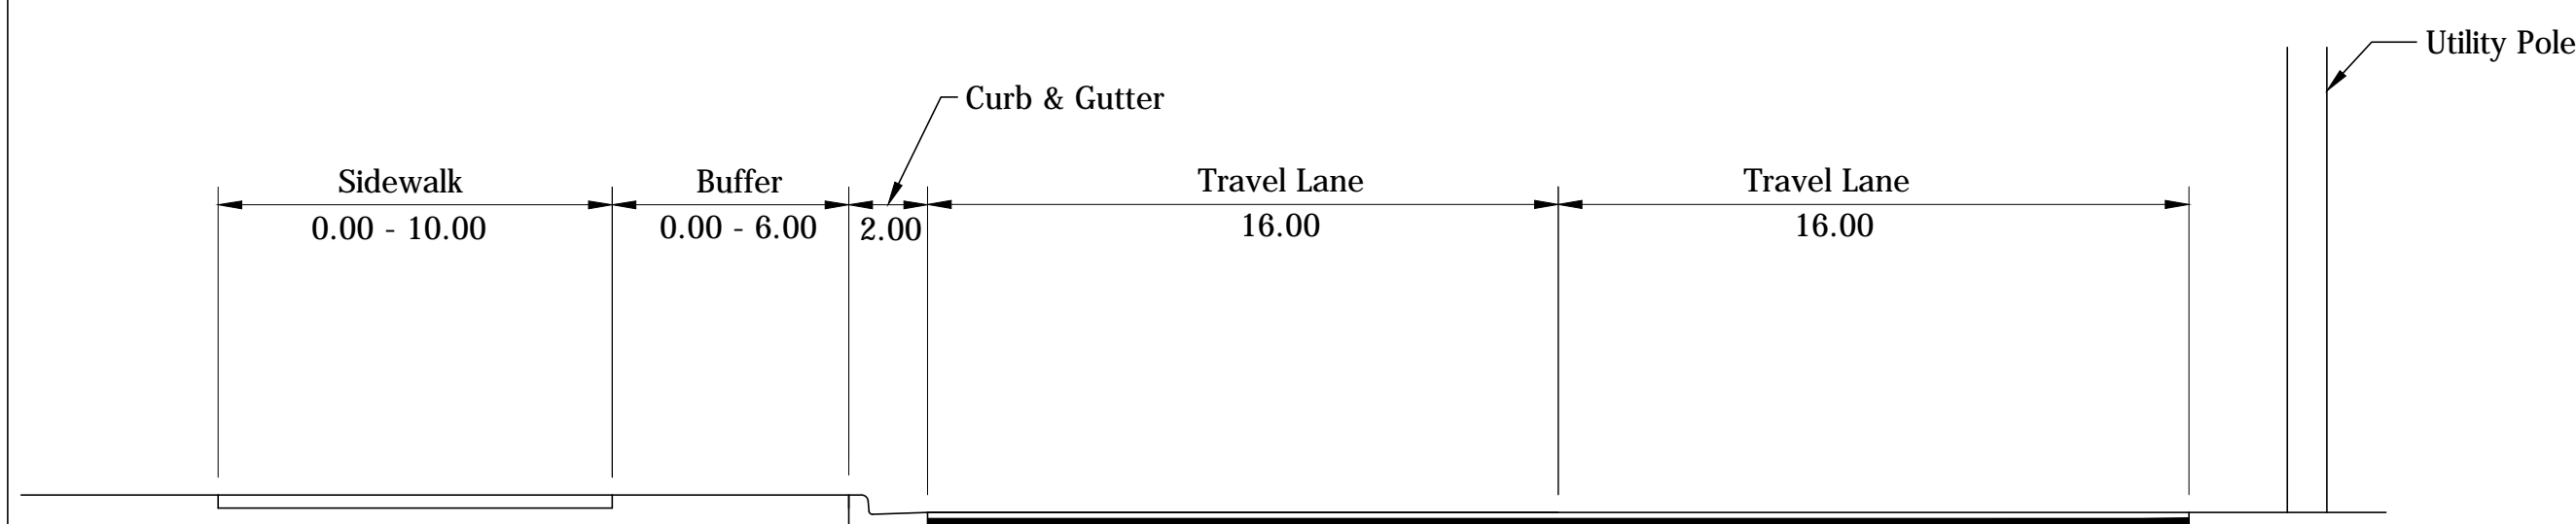 Utility Pole
Curb & Gutter
Sidewalk
0.00 - 10.00
Buffer
0.00 - 6.00
2.00
Travel Lane
16.00
Travel Lane
16.00